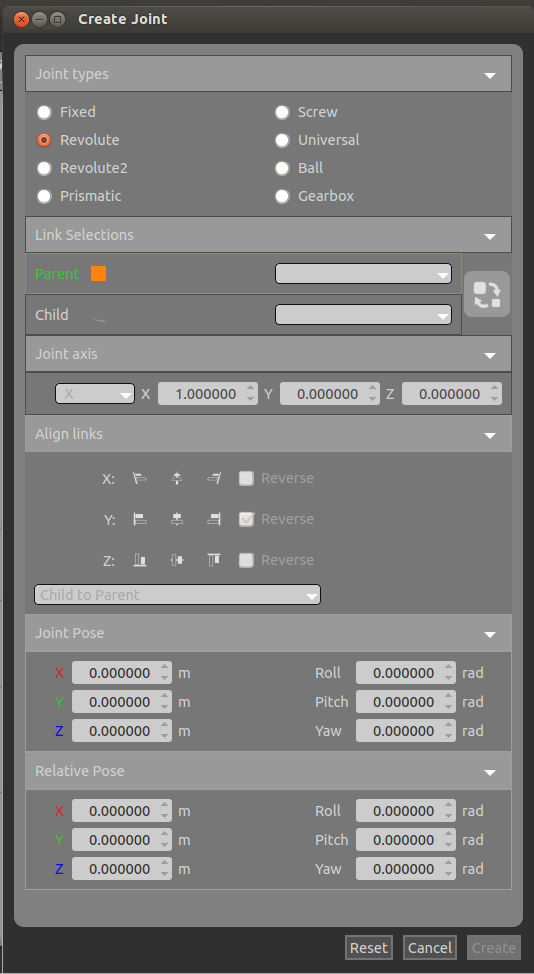 Create Joint
Joint types
Fixed Screw
Revolute Universal
Revolute2 Ball
Prismatic Gearbox
Link Selections
Parent
Child
Joint axis
X X 1.000000 Y 0.000000 Z 0.000000
Align links
X: Reverse
Y: Reverse
Z: Reverse
Child to Parent
Joint Pose
X 0.000000 m Roll 0.000000 rad
Y 0.000000 m Pitch 0.000000 rad
Z 0.000000 m Yaw 0.000000 rad
Relative Pose
X 0.000000 m Roll 0.000000 rad
Y 0.000000 m Pitch 0.000000 rad
Z 0.000000 m Yaw 0.000000 rad
Reset Cancel Create